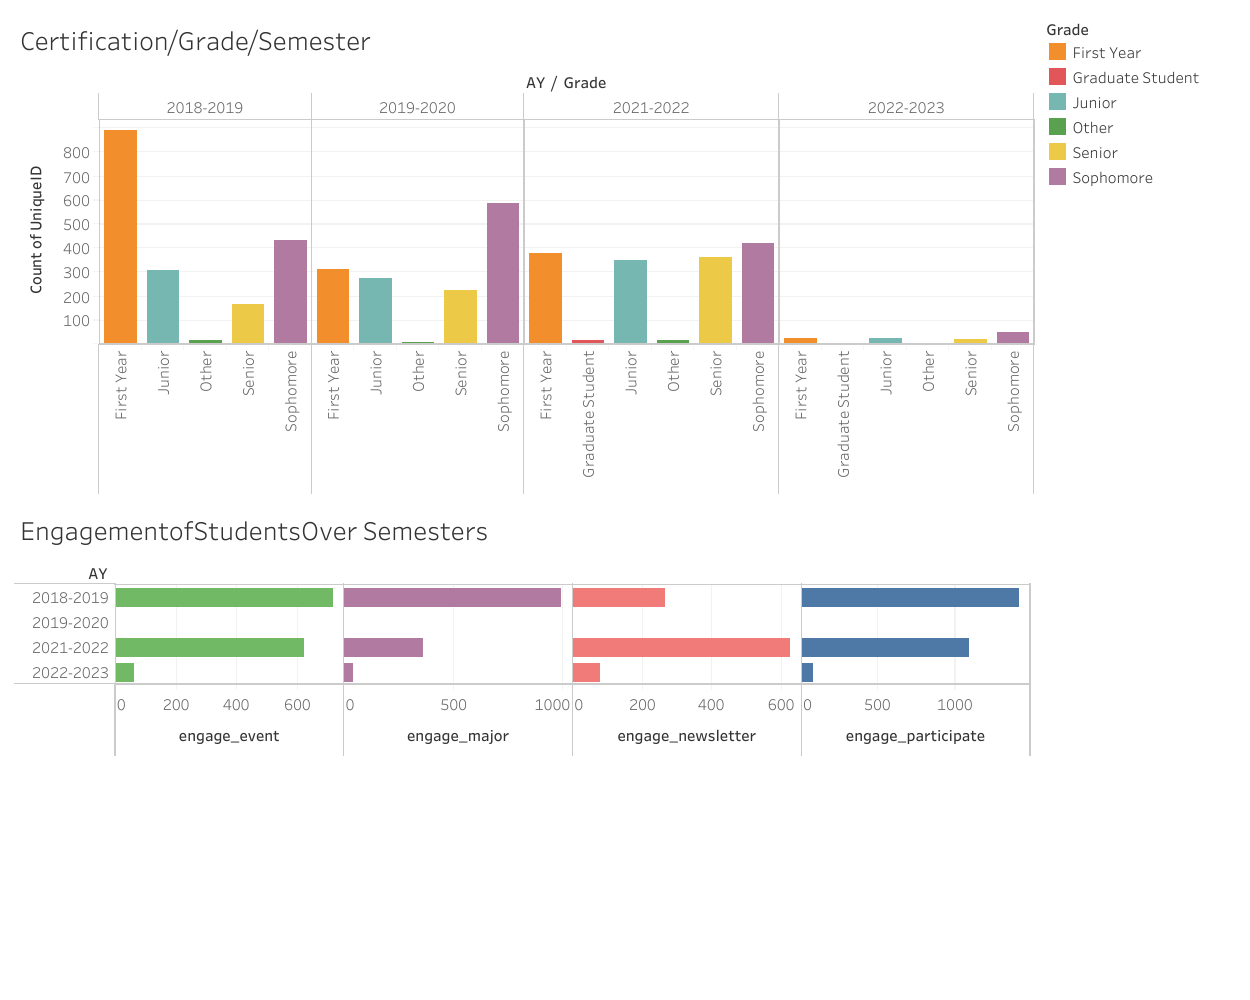 Certification/Grade/Semester
AY / Grade
2018-2019 2019-2020 2021-2022 2022-2023
Count of UniqueID
800
700
600
500
400
300
200
100
First Year Junior Other Senior Sophomore First Year Junior Other Senior Sophomore First Year Graduate Student Junior Other Senior Sophomore First Year Graduate Student Junior Other Senior Sophomore
Grade
First Year
Graduate Student
Junior
Other
Senior
Sophomore
EngagementofStudentsOver Semesters
AY
2018-2019
2019-2020
2021-2022
2022-2023
0 200 400 600 0 500 1000 0 200 400 600 0 500 1000
engage_event engage_major engage_newsletter engage_participate